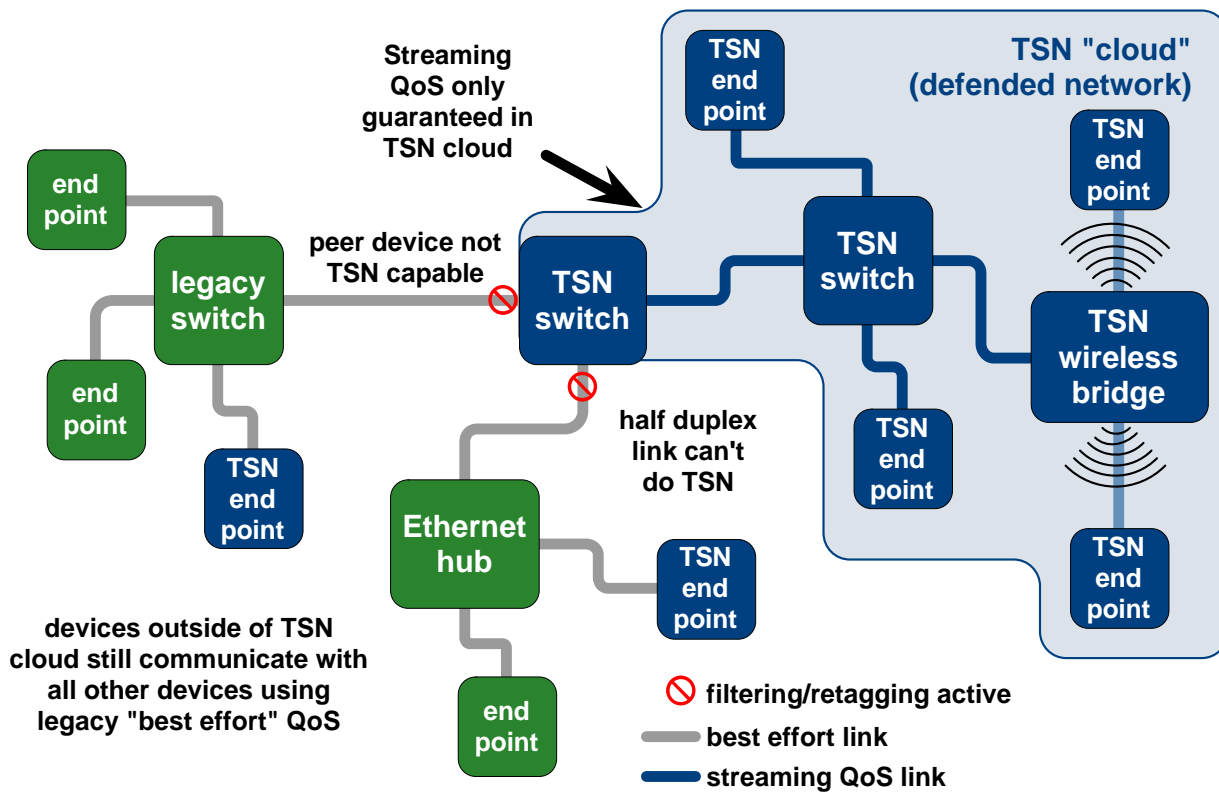 TSN "cloud"
(defended network)
Streaming
QoS only
guaranteed in
TSN cloud
TSN
end
point
TSN
end
point
end
point
peer device not
TSN capable
legacy
switch
TSN
switch
TSN
switch
TSN
wireless
bridge
end
point
half duplex
link can't
do TSN
TSN
end
point
TSN
end
point
Ethernet
hub
TSN
end
point
TSN
end
point
devices outside of TSN
cloud still communicate with
all other devices using
legacy "best effort" QoS
end
point
filtering/retagging active
best effort link
streaming QoS link